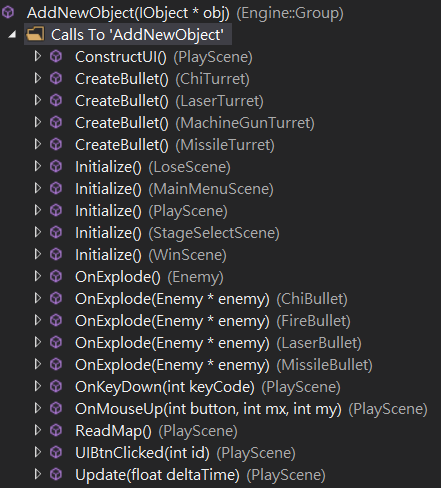 AddNewObject(IObject * obj) (Engine::Group)
Calls To 'AddNewObject'
ConstructUI() (PlayScene)
CreateBullet() (ChiTurret)
CreateBullet() (LaserTurret)
CreateBullet() (MachineGunTurret)
CreateBullet() (MissileTurret)
Initialize() (LoseScene)
Initialize() (MainMenuScene)
Initialize() (PlayScene)
Initialize() (StageSelectScene)
Initialize() (WinScene)
OnExplode() (Enemy)
OnExplode(Enemy * enemy) (ChiBullet)
OnExplode(Enemy * enemy) (FireBullet)
OnExplode(Enemy * enemy) (LaserBullet)
OnExplode(Enemy * enemy) (MissileBullet)
OnKeyDown(int keyCode) (PlayScene)
OnMouseUp(int button, int mx, int my) (PlayScene)
ReadMap() (PlayScene)
UIBtnClicked(int id) (PlayScene)
Update(float deltaTime) (PlayScene)